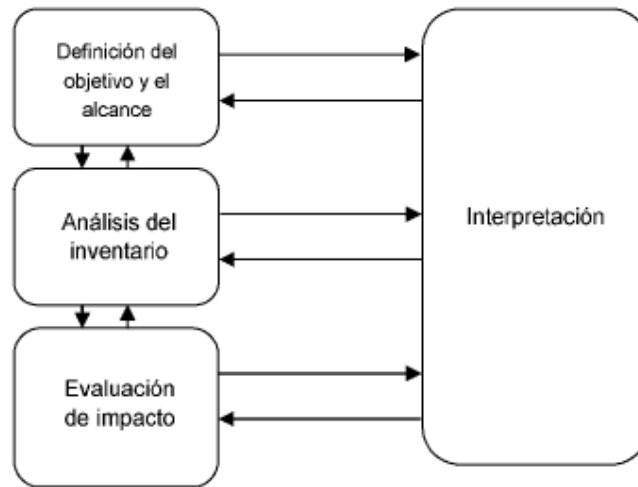 Definición del
objetivo y el
alcance
Análisis del
inventario
Interpretación
Evaluación
de impacto